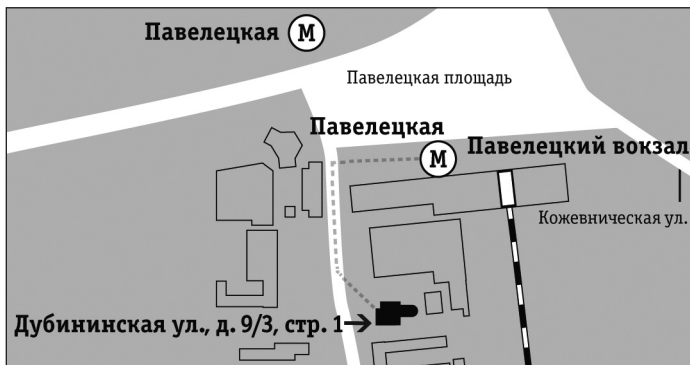 Павелецкая М
Павелецкая площадь
Павелецкая
М
Павелецкий вокзал
Кожевническая ул.
Дубининская ул., д. 9/3, стр. 1